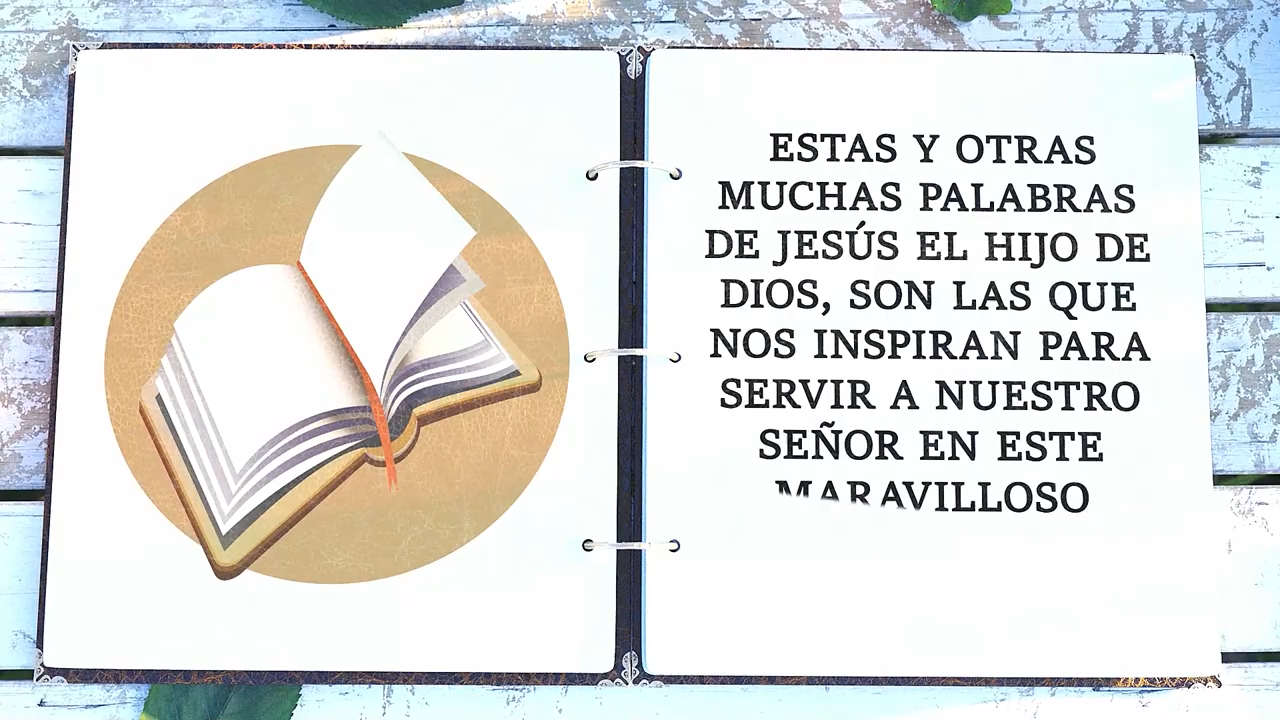 ESTAS Y OTRAS
MUCHAS PALABRAS
DE JESÚS EL HIJO DE
DIOS, SON LAS QUE
NOS INSPIRAN PARA
SERVIR A NUESTRO
SEÑOR EN ESTE
MARAVILLOSO